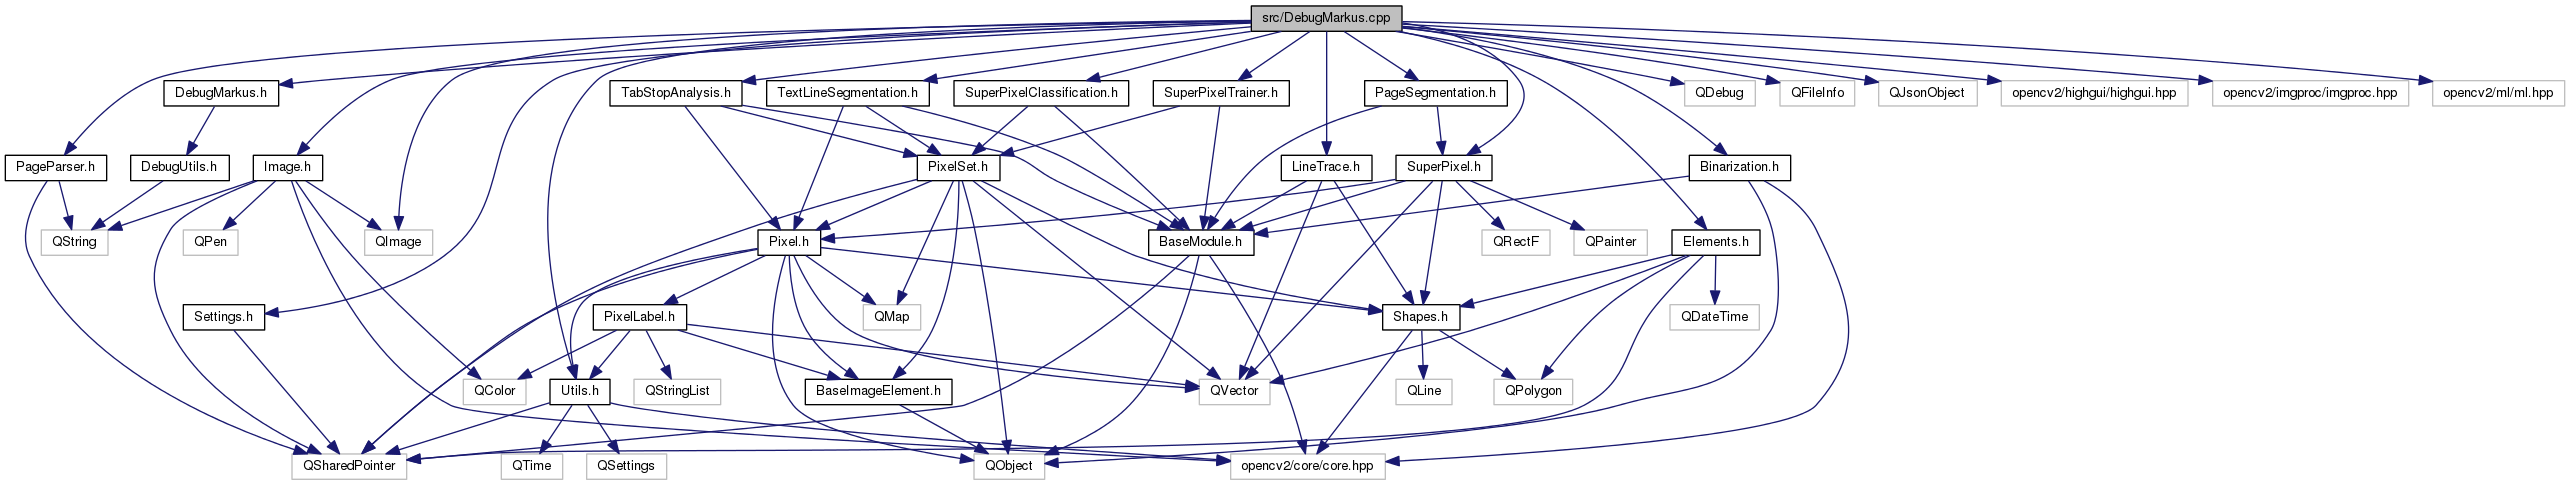 src/DebugMarkus.cpp
DebugMarkus.h
TabStopAnalysis.h
TextLineSegmentation.h
SuperPixelClassification.h
SuperPixelTrainer.h
PageSegmentation.h
QDebug
QFileInfo
QJsonObject
opencv2/highgui/highgui.hpp
opencv2/imgproc/imgproc.hpp
opencv2/ml/ml.hpp
PageParser.h
DebugUtils.h
Image.h
PixelSet.h
LineTrace.h
SuperPixel.h
Binarization.h
QString
QPen
QImage
Pixel.h
BaseModule.h
QRectF
QPainter
Elements.h
Settings.h
PixelLabel.h
QMap
Shapes.h
QDateTime
QColor
Utils.h
QStringList
BaseImageElement.h
QVector
QLine
QPolygon
QSharedPointer
QTime
QSettings
QObject
opencv2/core/core.hpp